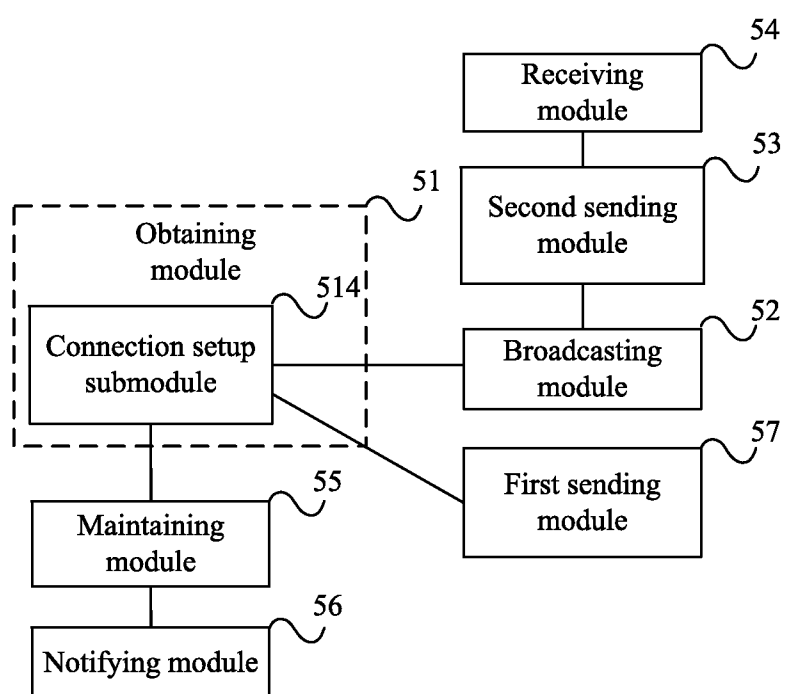 54
Receiving
module
53
Second sending
module
51
Obtaining
module
514
Connection setup
submodule
52
Broadcasting
module
57
First sending
module
55
Maintaining
module
56
Notifying module